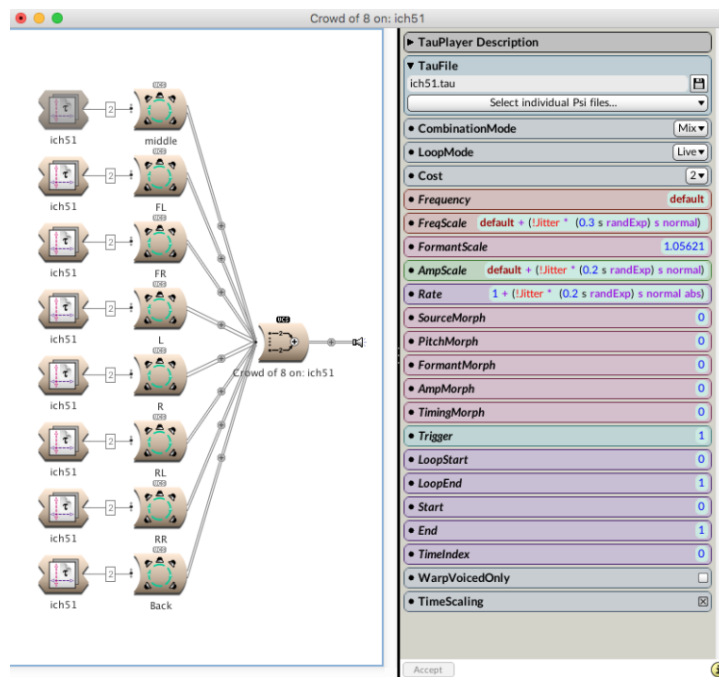 Crowd of 8 on: ich51
ich51
2
middle
ich51
2
FL
ich51
2
FR
ich51
2
L
ich51
2
R
ich51
2
RL
ich51
2
RR
ich51
2
Back
Crowd of 8 on: ich51
TauPlayer Description
TauFile
ich51.tau
Select individual Psi files...
CombinationMode Mix
LoopMode Live
Cost 2
Frequency default
FreqScale default + (!Jitter * (0.3 s randExp) s normal)
FormantScale 1.05621
AmpScale default + (!Jitter * (0.2 s randExp) s normal)
Rate 1 + (!Jitter * (0.2 s randExp) s normal abs)
SourceMorph 0
PitchMorph 0
FormantMorph 0
AmpMorph 0
TimingMorph 0
Trigger 1
LoopStart 0
LoopEnd 1
Start 0
End 1
TimeIndex 0
WarpVoicedOnly
TimeScaling
Accept